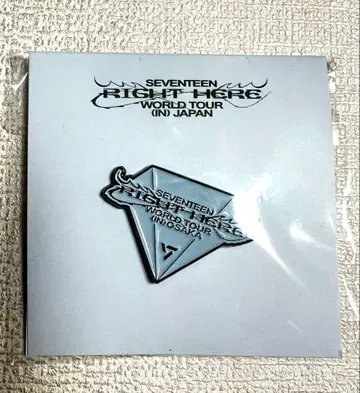 SEVENTEEN
RIGHT HERE
WORLD TOUR
(IN) JAPAN
SEVENTEEN
RIGHT HERE
WORLD TOUR
(IN) OSAKA